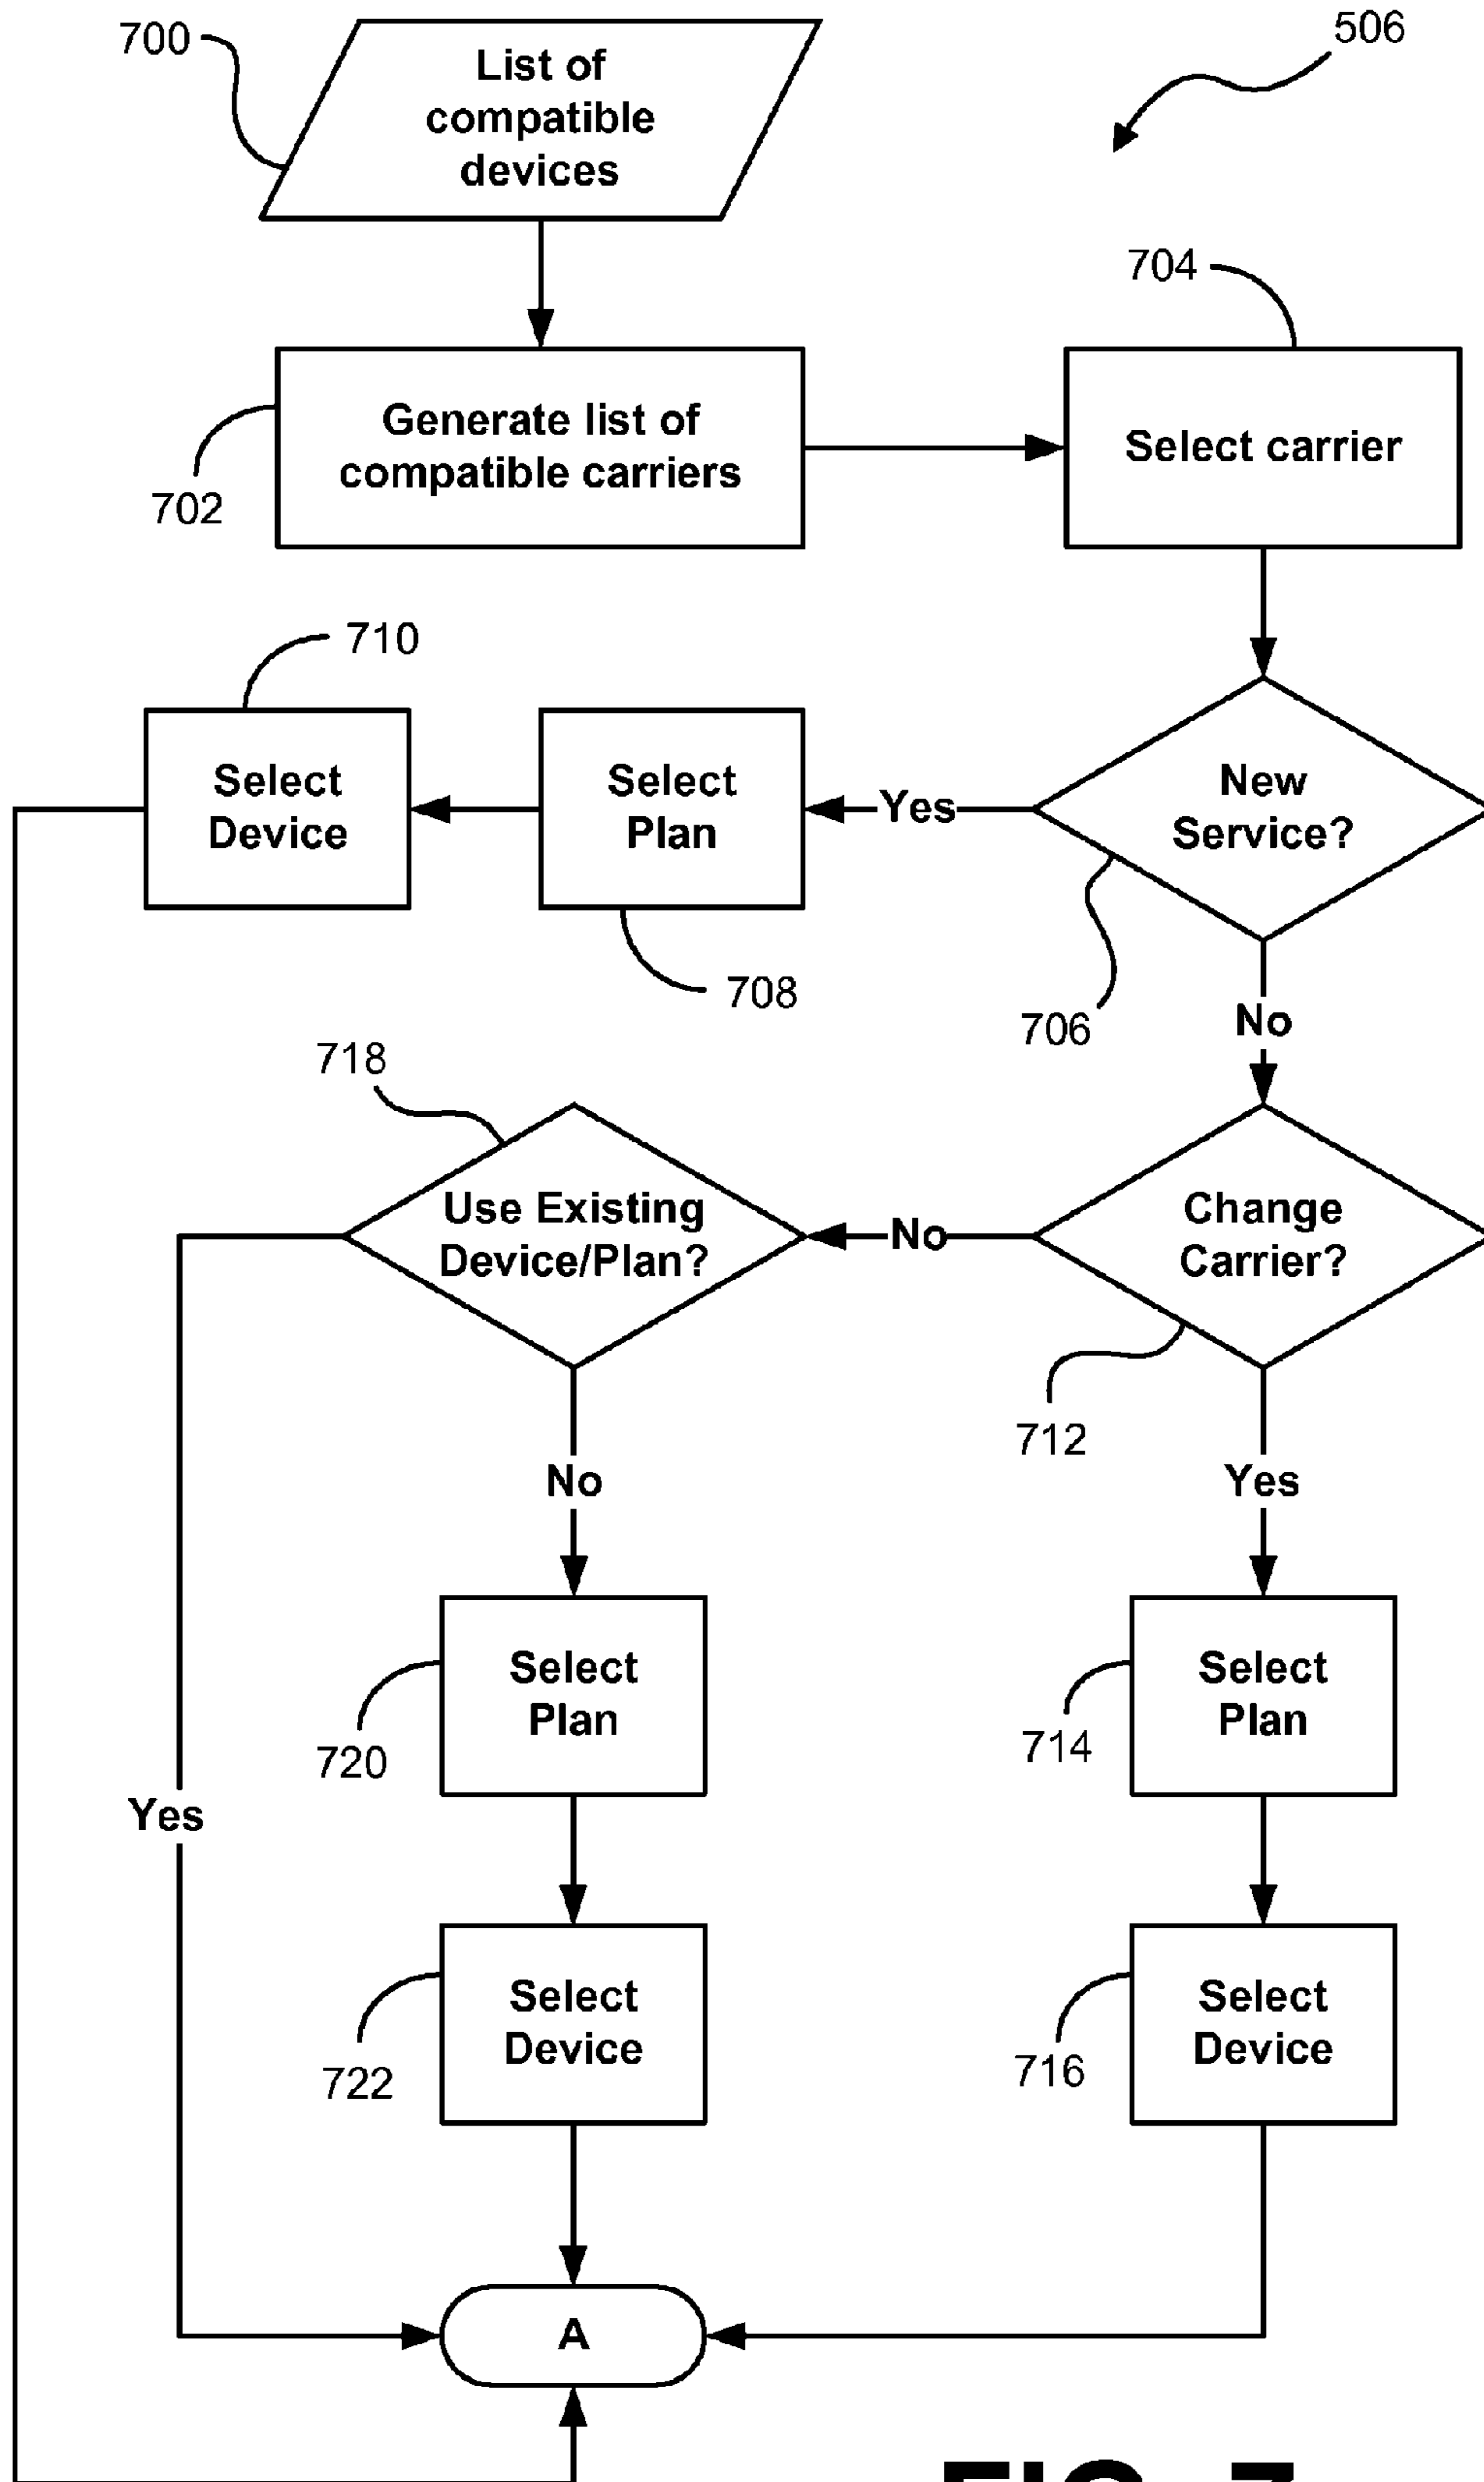 700
List of
compatible
devices
506
704
Generate list of
compatible carriers
Select carrier
702
710
Select
Device
Select
Plan
Yes
New
Service?
708
706
No
718
Use Existing
Device/Plan?
No
Change
Carrier?
712
No
Yes
Select
Plan
Select
Plan
720
714
Yes
Select
Device
Select
Device
722
716
A